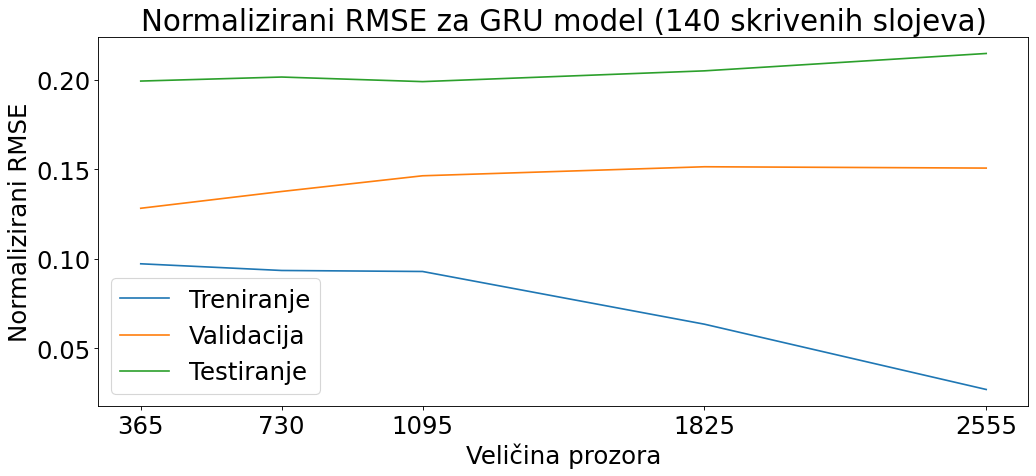 Normalizirani RMSE za GRU model (140 skrivenih slojeva)
Normalizirani RMSE
0.20
0.15
0.10
0.05
Treniranje
Validacija
Testiranje
365 730 1095 1825 2555
Veličina prozora